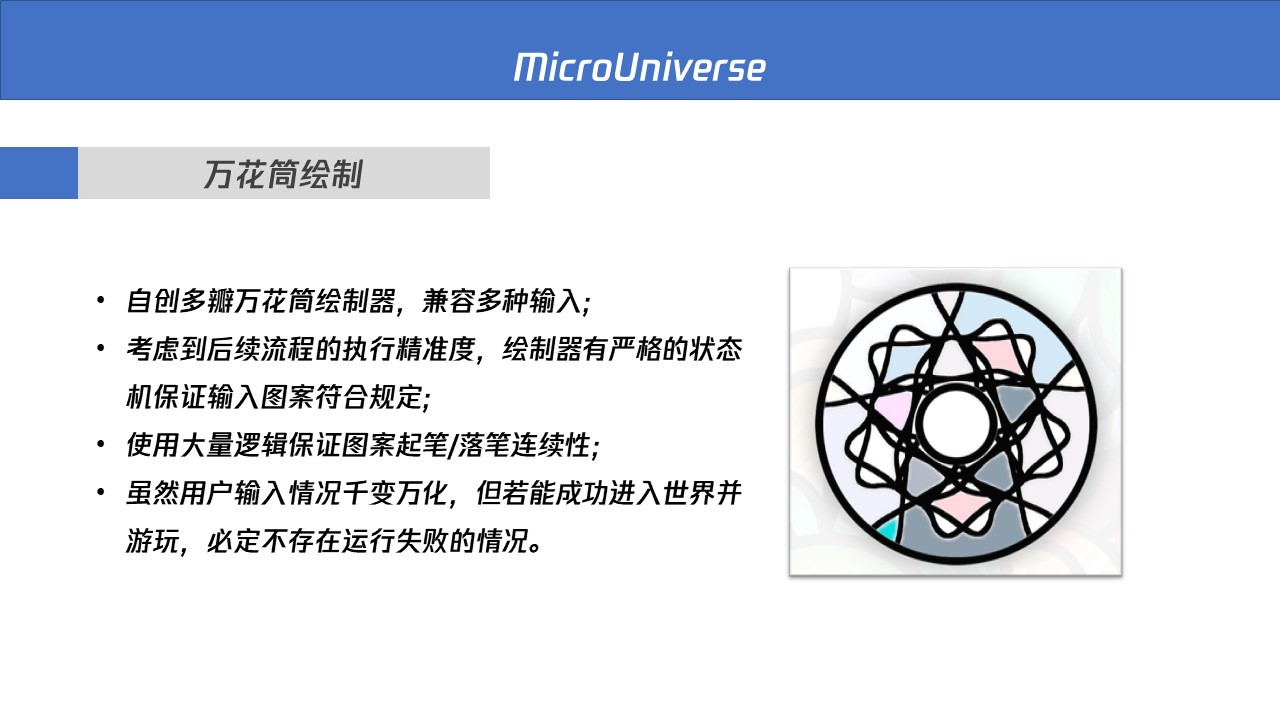 MicroUniverse
万花筒绘制
• 自创多瓣万花筒绘制器，兼容多种输入;
• 考虑到后续流程的执行精准度，绘制器有严格的状态
机保证输入图案符合规定;
• 使用大量逻辑保证图案起笔/落笔连续性;
• 虽然用户输入情况千变万化，但若能成功进入世界并
游玩，必定不存在运行失败的情况。